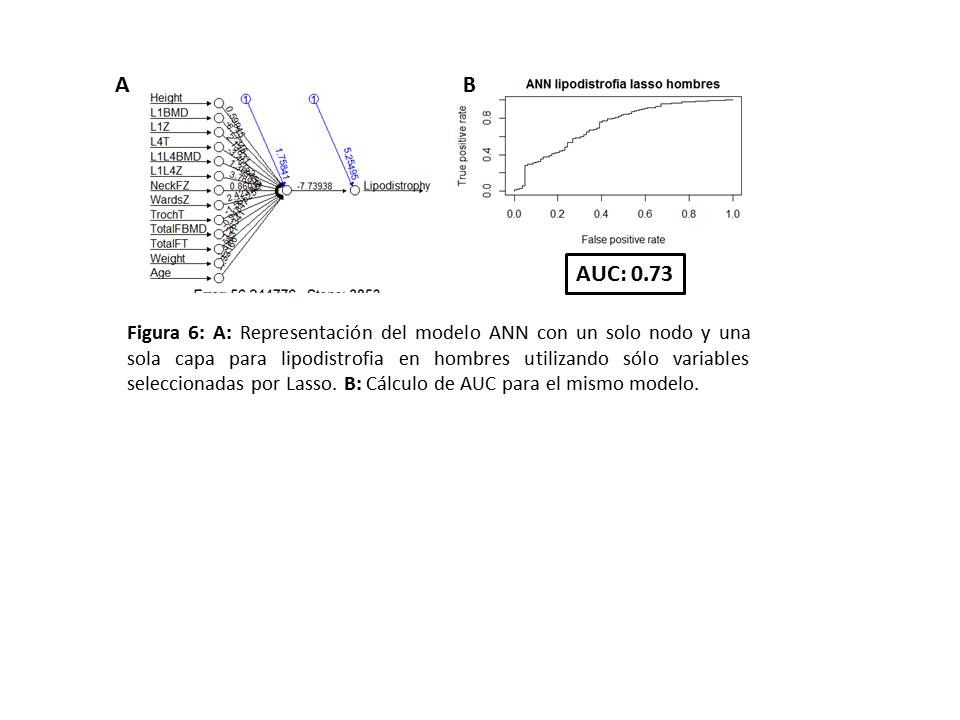 A
Height
L1BMD
L1Z
L4T
L1L4BMD
L1L4Z
NeckFZ
WardsZ
TrochT
TotalFBMD
TotalFT
Weight
Age
1
1
1.75841
5.25495
-7.73938
Lipodistrophy
B
ANN lipodistrofia lasso hombres
True positive rate
0.0 0.4 0.8
0.0 0.2 0.4 0.6 0.8 1.0
False positive rate
AUC: 0.73
Figura 6: A: Representación del modelo ANN con un solo nodo y una
sola capa para lipodistrofia en hombres utilizando sólo variables
seleccionadas por Lasso. B: Cálculo de AUC para el mismo modelo.